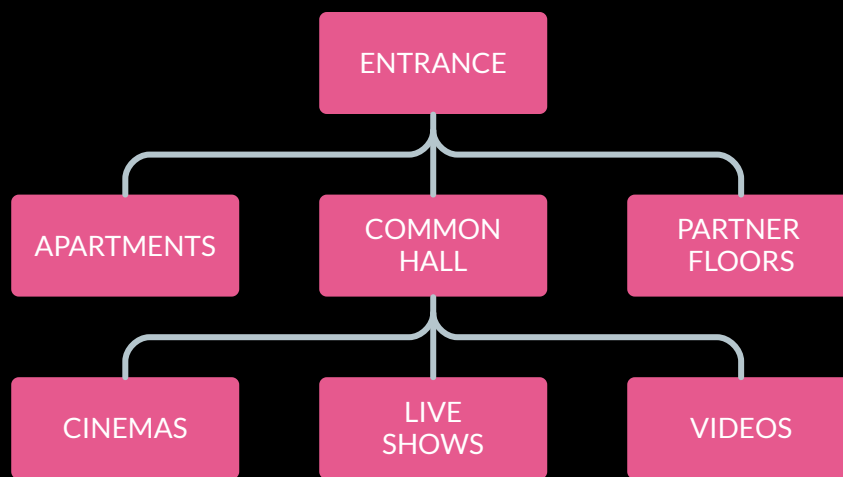 ENTRANCE
APARTMENTS
COMMON
HALL
PARTNER
FLOORS
CINEMAS
LIVE
SHOWS
VIDEOS